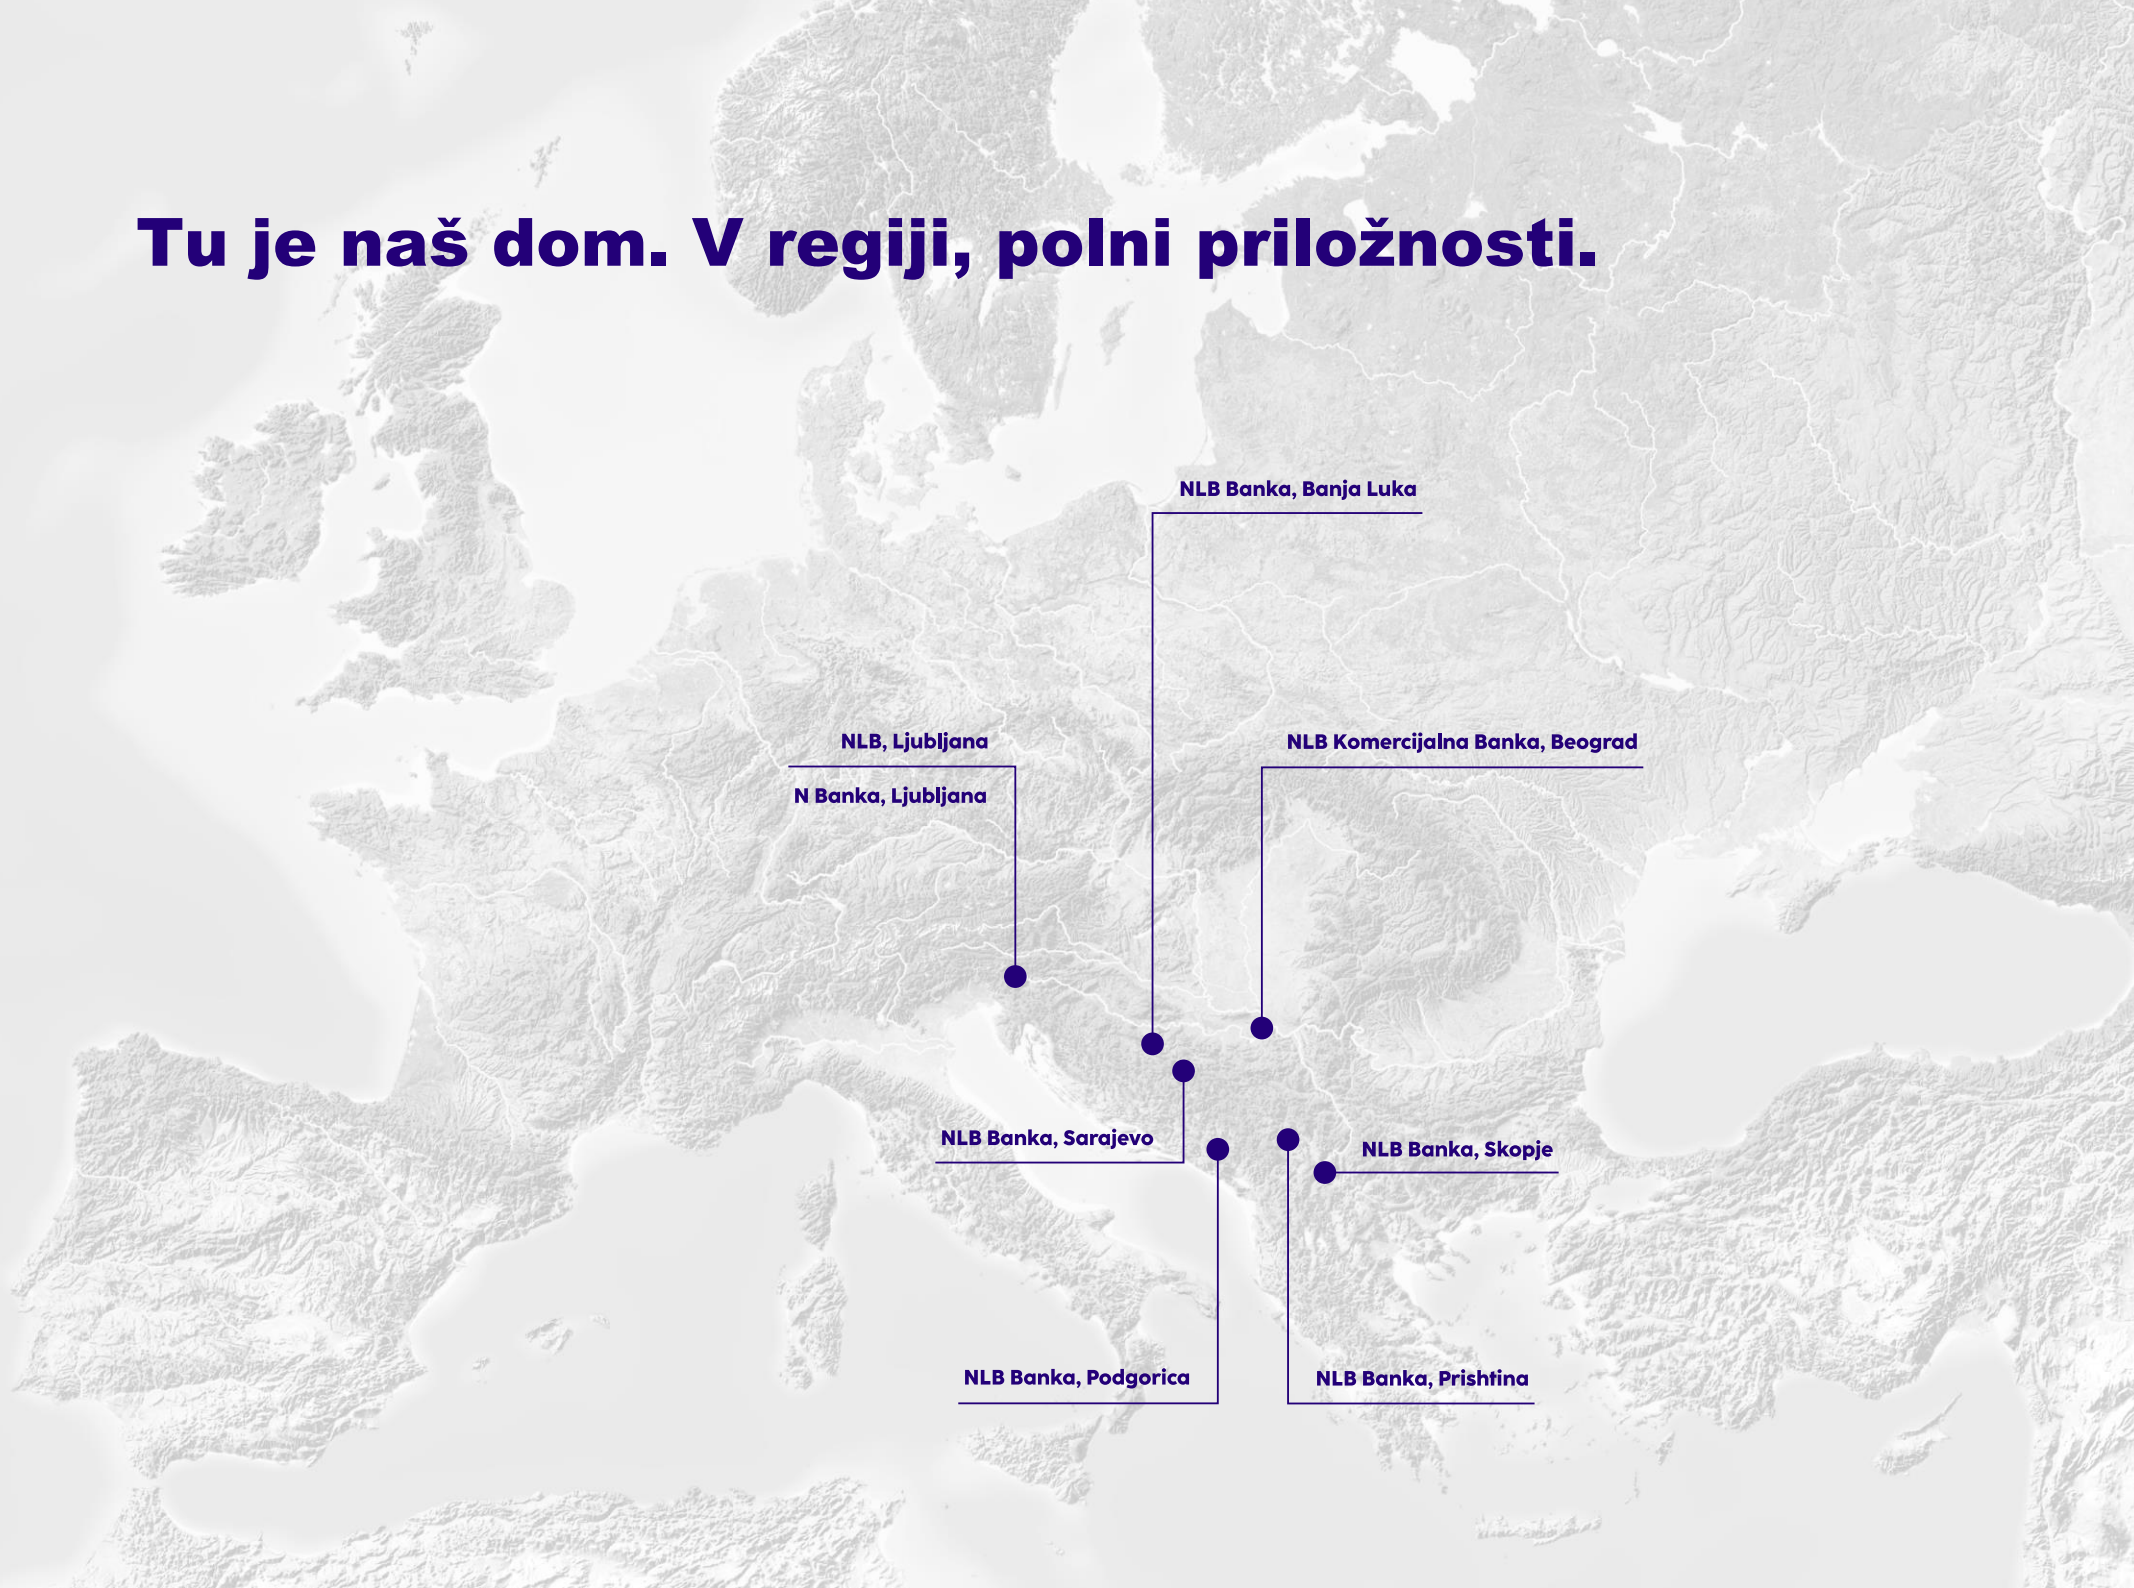 Tu je naš dom. V regiji, polni priložnosti.
NLB Banka, Banja Luka
NLB, Ljubljana
NLB Komercijalna Banka, Beograd
N Banka, Ljubljana
NLB Banka, Sarajevo
NLB Banka, Skopje
NLB Banka, Podgorica
NLB Banka, Prishtina